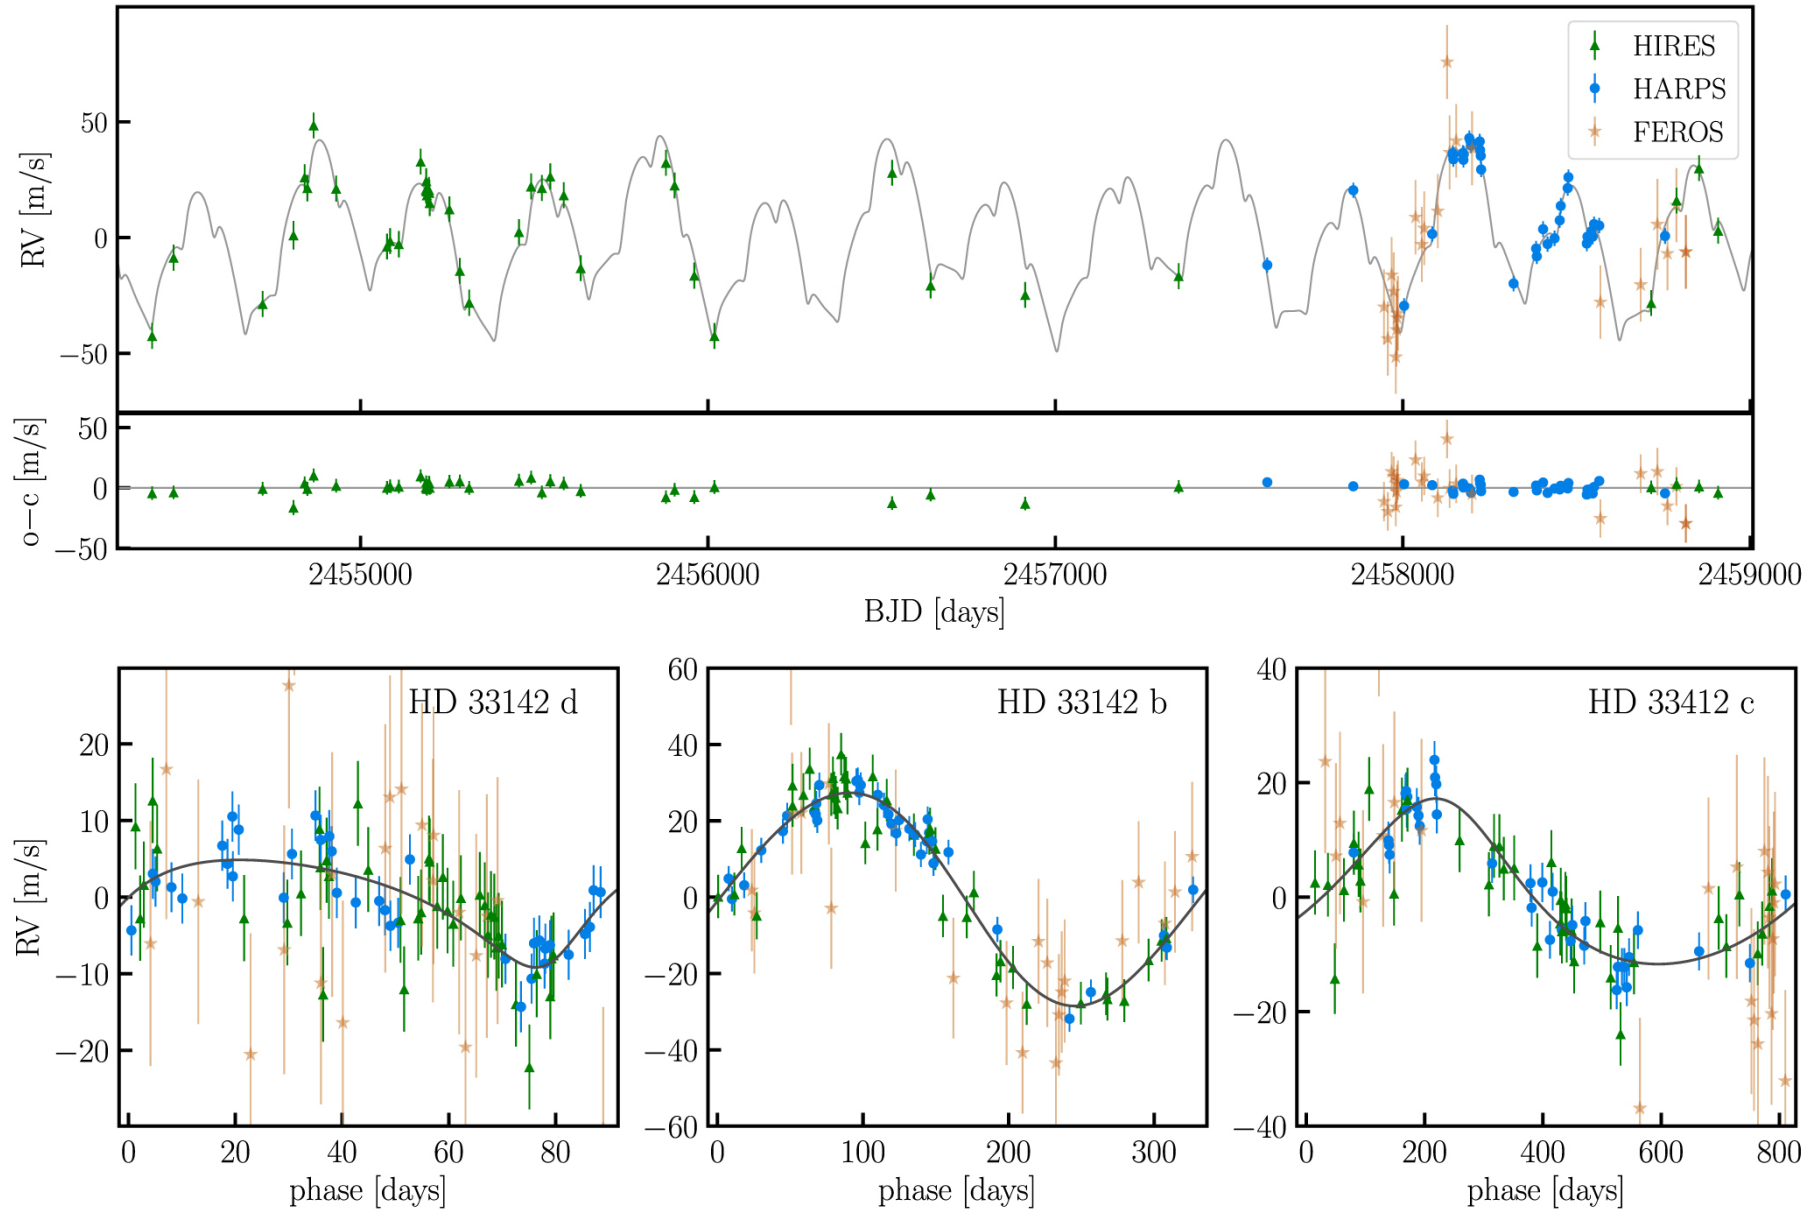 HIRES
HARPS
FEROS
RV [m/s]
50
0
−50
o−c [m/s]
50
0
−50
2455000 2456000 2457000 2458000 2459000
BJD [days]
HD 33142 d
RV [m/s]
20
10
0
−10
−20
0 20 40 60 80
phase [days]
HD 33142 b
60
40
20
0
−20
−40
−60
0 100 200 300
phase [days]
HD 33412 c
40
20
0
−20
−40
0 200 400 600 800
phase [days]